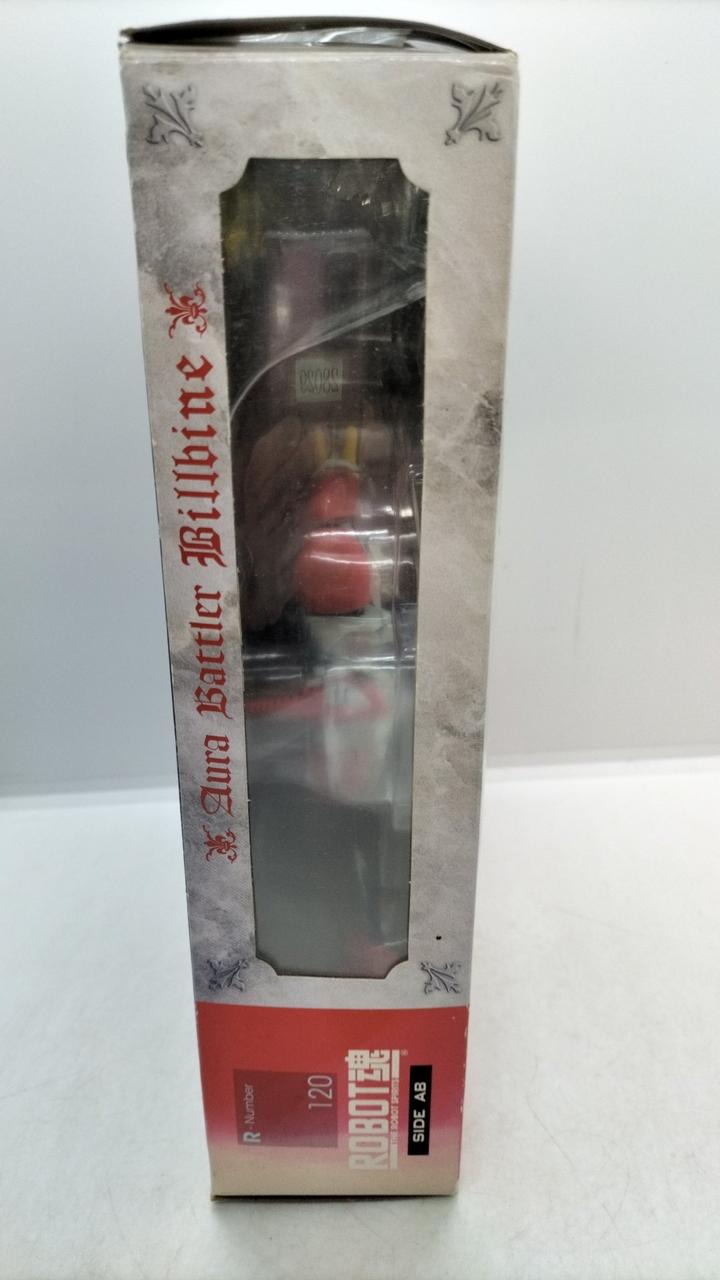 Aura Battler Billbine
R-Number
120
ROBOT魂
THE ROBOT SPIRITS
SIDE AB